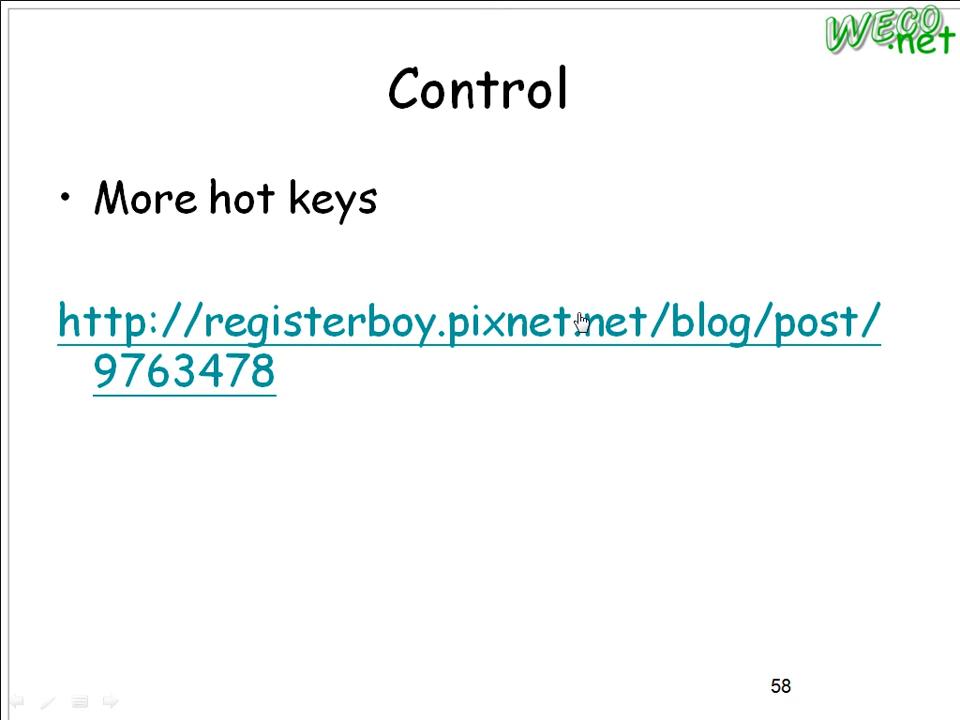 WECO
.net
Control
• More hot keys
http://registerboy.pixnet.net/blog/post/
9763478
58